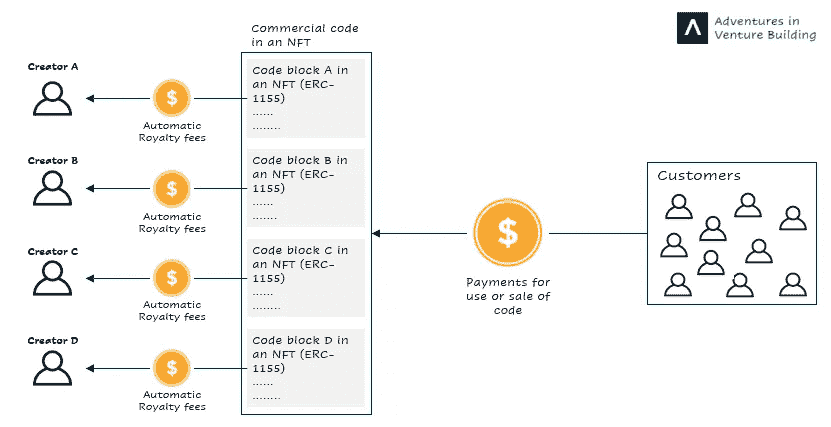 Adventures in
Venture Building
Commercial code
in an NFT
Creator A
$
Automatic
Royalty fees
Code block A in
an NFT (ERC-
1155)
......
........
Creator B
$
Automatic
Royalty fees
Code block B in
an NFT (ERC-
1155)
......
.......
Creator C
$
Automatic
Royalty fees
Code block C in
an NFT (ERC-
1155)
......
........
Creator D
$
Automatic
Royalty fees
Code block D in
an NFT (ERC-
1155)
......
........
$
Payments for
use or sale of
code
Customers